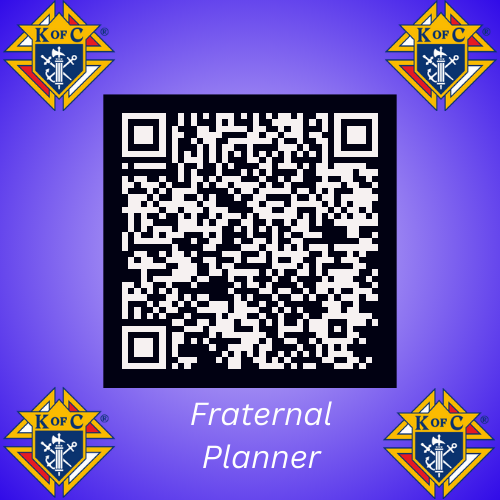 K OF C ® K OF C ®
Fraternal
Planner
K OF C ® K OF C ®